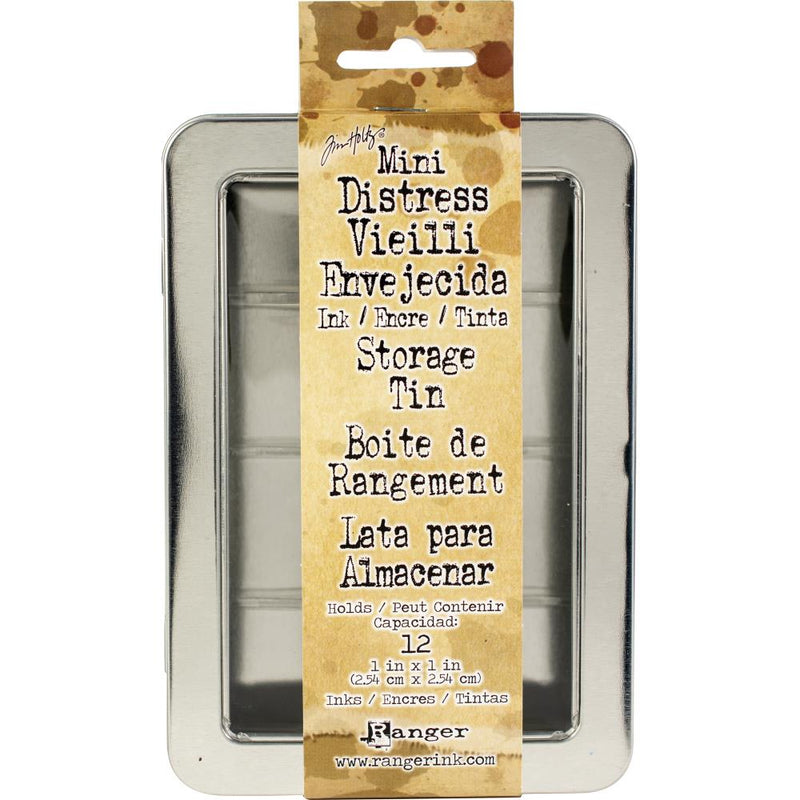 Tim Holtz®
Mini
Distress
Vieilli
Envejecida
Ink / Encre / Tinta
Storage
Tin
Boite de
Rangement
Lata para
Almacenar
Holds / Peut Contenir
Capacidad:
12
1 in x 1 in
(2.54 cm x 2.54 cm)
Inks / Encres / Tintas
Ranger
www.rangerink.com